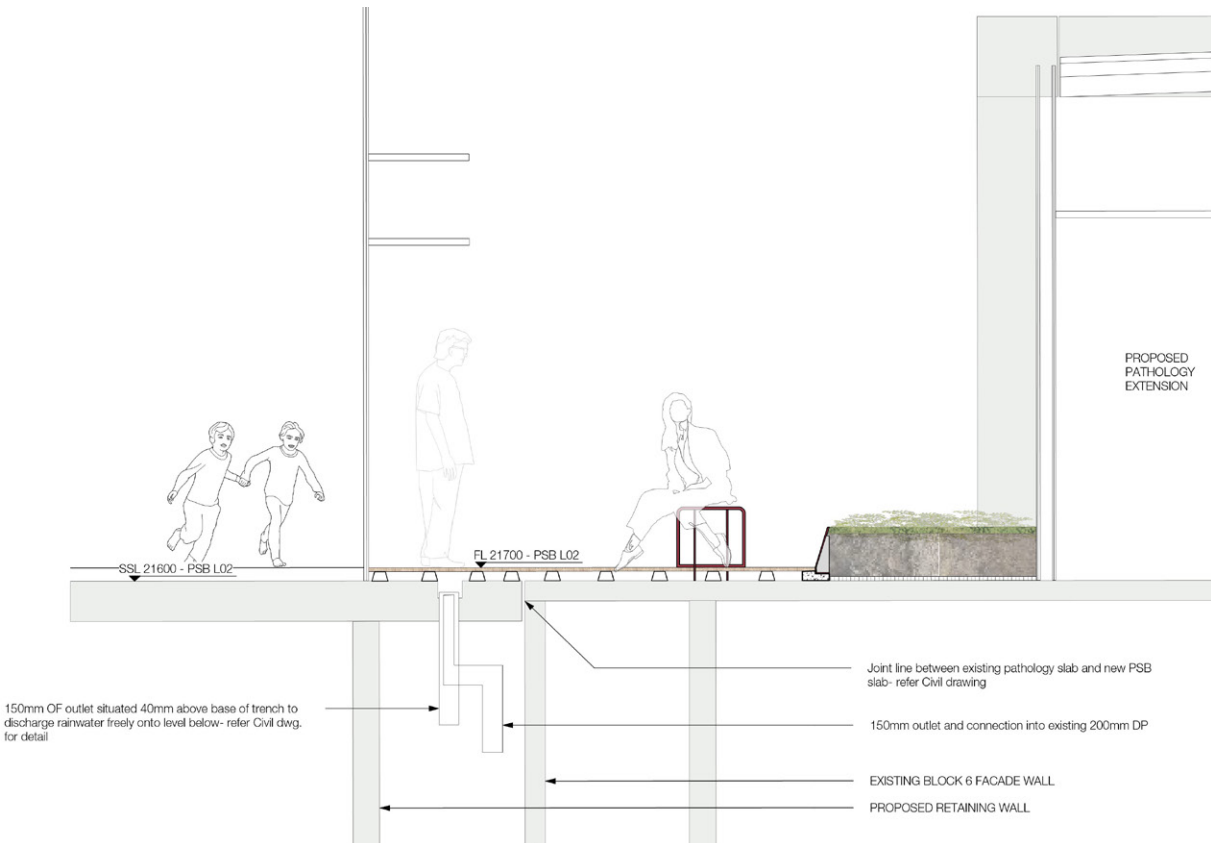 PROPOSED
PATHOLOGY
EXTENSION
SSL 21600 - PSB L02
FL 21700 - PSB L02
Joint line between existing pathology slab and new PSB
slab- refer Civil drawing
150mm OF outlet situated 40mm above base of trench to
discharge rainwater freely onto level below- refer Civil dwg.
for detail
150mm outlet and connection into existing 200mm DP
EXISTING BLOCK 6 FACADE WALL
PROPOSED RETAINING WALL